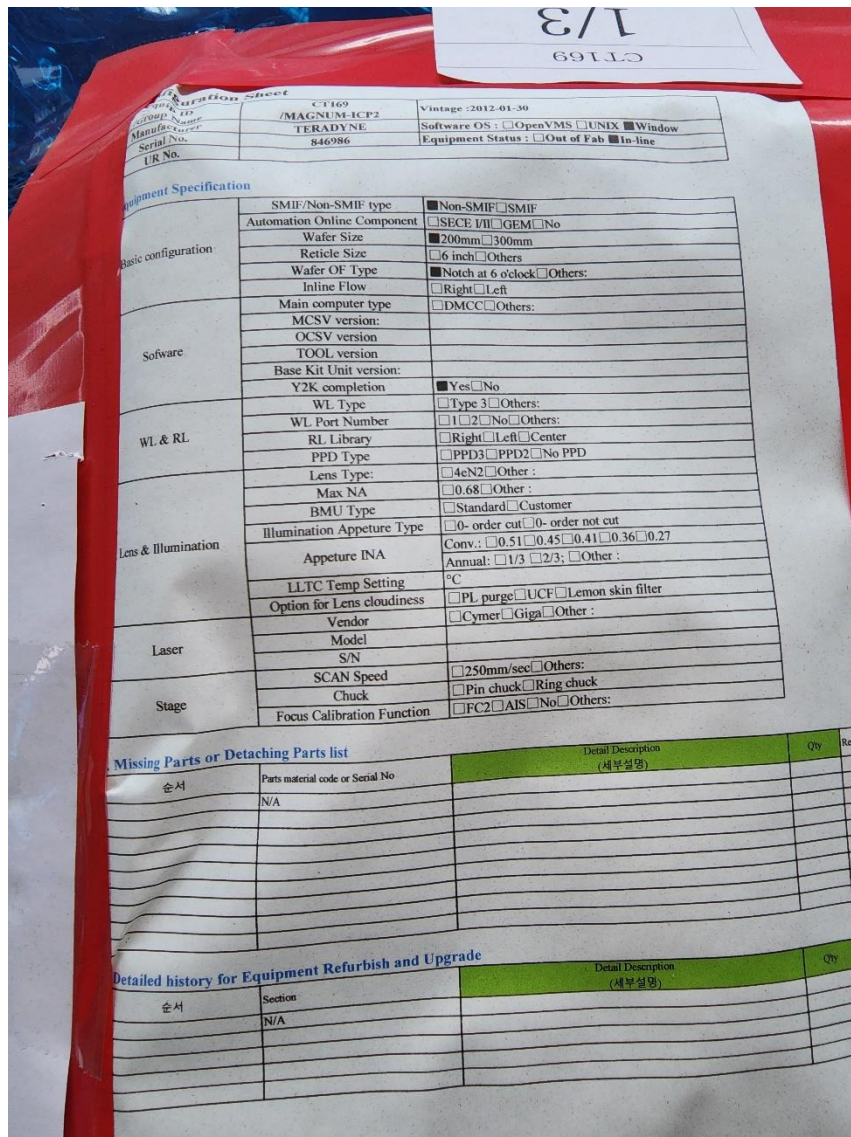 1/3
CT169
Configuration Sheet
Equip ID CT169 Vintage :2012-01-30
Group Name /MAGNUM-ICP2
Manufacturer TERADYNE Software OS : □OpenVMS □UNIX ■Window
Serial No. 846986 Equipment Status : □Out of Fab ■In-line
UR No.
Equipment Specification
Basic configuration
SMIF/Non-SMIF type ■Non-SMIF□SMIF
Automation Online Component □SECE I/II□GEM□No
Wafer Size ■200mm□300mm
Reticle Size □6 inch□Others
Wafer OF Type ■Notch at 6 o'clock□Others:
Inline Flow □Right□Left
Sofware
Main computer type □DMCC□Others:
MCSV version:
OCSV version
TOOL version
Base Kit Unit version:
Y2K completion ■Yes□No
WL & RL
WL Type □Type 3□Others:
WL Port Number □1□2□No□Others:
RL Library □Right□Left□Center
PPD Type □PPD3□PPD2□No PPD
Lens & Illumination
Lens Type: □4eN2□Other :
Max NA □0.68□Other :
BMU Type □Standard□Customer
Illumination Appeture Type □0- order cut□0- order not cut
Appeture INA Conv.: □0.51□0.45□0.41□0.36□0.27
Annual: □1/3 □2/3; □Other :
LLTC Temp Setting °C
Option for Lens cloudiness □PL purge□UCF□Lemon skin filter
Laser
Vendor □Cymer□Giga□Other :
Model
S/N
Stage
SCAN Speed □250mm/sec□Others:
Chuck □Pin chuck□Ring chuck
Focus Calibration Function □FC2□AIS□No□Others:
. Missing Parts or Detaching Parts list
순서 Parts material code or Serial No Detail Description Qty Re
(세부설명)
N/A
Detailed history for Equipment Refurbish and Upgrade
순서 Section Detail Description Qty
(세부설명)
N/A